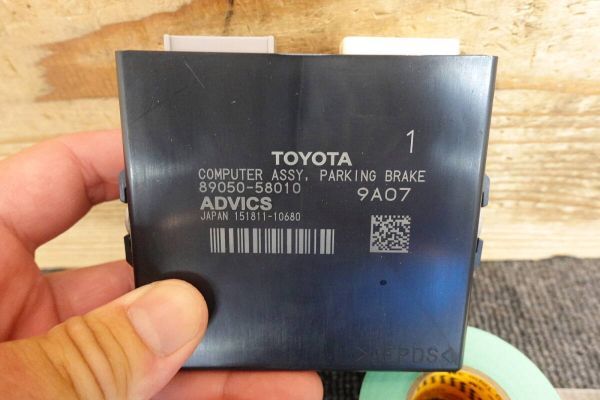 1
TOYOTA
COMPUTER ASSY, PARKING BRAKE
89050-58010 9A07
ADVICS
JAPAN 151811-10680